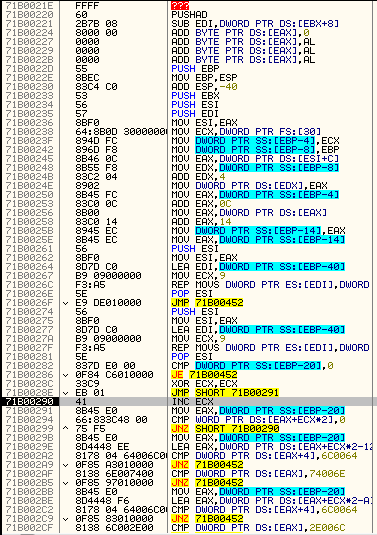 71B0021E FFFF ???
71B00220 60 PUSHAD
71B00221 2B7B 08 SUB EDI,DWORD PTR DS:[EBX+8]
71B00224 8000 00 ADD BYTE PTR DS:[EAX],0
71B00227 0000 ADD BYTE PTR DS:[EAX],AL
71B00229 0000 ADD BYTE PTR DS:[EAX],AL
71B0022B 0000 ADD BYTE PTR DS:[EAX],AL
71B0022D 55 PUSH EBP
71B0022E 8BEC MOV EBP,ESP
71B00230 83C4 C0 ADD ESP,-40
71B00233 53 PUSH EBX
71B00234 56 PUSH ESI
71B00235 57 PUSH EDI
71B00236 8BF0 MOV ESI,EAX
71B00238 64:8B0D 30000000 MOV ECX,DWORD PTR FS:[30]
71B0023F 894D FC MOV DWORD PTR SS:[EBP-4],ECX
71B00242 896D F8 MOV DWORD PTR SS:[EBP-8],EBP
71B00245 8B46 0C MOV EAX,DWORD PTR DS:[ESI+C]
71B00248 8B55 F8 MOV EDX,DWORD PTR SS:[EBP-8]
71B0024B 83C2 04 ADD EDX,4
71B0024E 8902 MOV DWORD PTR DS:[EDX],EAX
71B00250 8B45 FC MOV EAX,DWORD PTR SS:[EBP-4]
71B00253 83C0 0C ADD EAX,0C
71B00256 8B00 MOV EAX,DWORD PTR DS:[EAX]
71B00258 83C0 14 ADD EAX,14
71B0025B 8945 EC MOV DWORD PTR SS:[EBP-14],EAX
71B0025E 8B45 EC MOV EAX,DWORD PTR SS:[EBP-14]
71B00261 56 PUSH ESI
71B00262 8BF0 MOV ESI,EAX
71B00264 8D7D C0 LEA EDI,DWORD PTR SS:[EBP-40]
71B00267 B9 09000000 MOV ECX,9
71B0026C F3:A5 REP MOVS DWORD PTR ES:[EDI],DWORD
71B0026E 5E POP ESI
71B0026F E9 DE010000 JMP 71B00452
71B00274 56 PUSH ESI
71B00275 8BF0 MOV ESI,EAX
71B00277 8D7D C0 LEA EDI,DWORD PTR SS:[EBP-40]
71B0027A B9 09000000 MOV ECX,9
71B0027F F3:A5 REP MOVS DWORD PTR ES:[EDI],DWORD
71B00281 5E POP ESI
71B00282 837D E0 00 CMP DWORD PTR SS:[EBP-20],0
71B00286 0F84 C6010000 JE 71B00452
71B0028C 33C9 XOR ECX,ECX
71B0028E EB 01 JMP SHORT 71B00291
71B00290 41 INC ECX
71B00291 8B45 E0 MOV EAX,DWORD PTR SS:[EBP-20]
71B00294 66:833C48 00 CMP WORD PTR DS:[EAX+ECX*2],0
71B00299 75 F5 JNZ SHORT 71B00290
71B0029B 8B45 E0 MOV EAX,DWORD PTR SS:[EBP-20]
71B0029E 8D4448 EE LEA EAX,DWORD PTR DS:[EAX+ECX*2-12
71B002A2 8178 04 64006C0 CMP DWORD PTR DS:[EAX+4],6C0064
71B002A9 0F85 A3010000 JNZ 71B00452
71B002AF 8138 6E007400 CMP DWORD PTR DS:[EAX],74006E
71B002B5 0F85 97010000 JNZ 71B00452
71B002BB 8B45 E0 MOV EAX,DWORD PTR SS:[EBP-20]
71B002BE 8D4448 F6 LEA EAX,DWORD PTR DS:[EAX+ECX*2-A]
71B002C2 8178 04 64006C0 CMP DWORD PTR DS:[EAX+4],6C0064
71B002C9 0F85 83010000 JNZ 71B00452
71B002CF 8138 6C002E00 CMP DWORD PTR DS:[EAX],2E006C